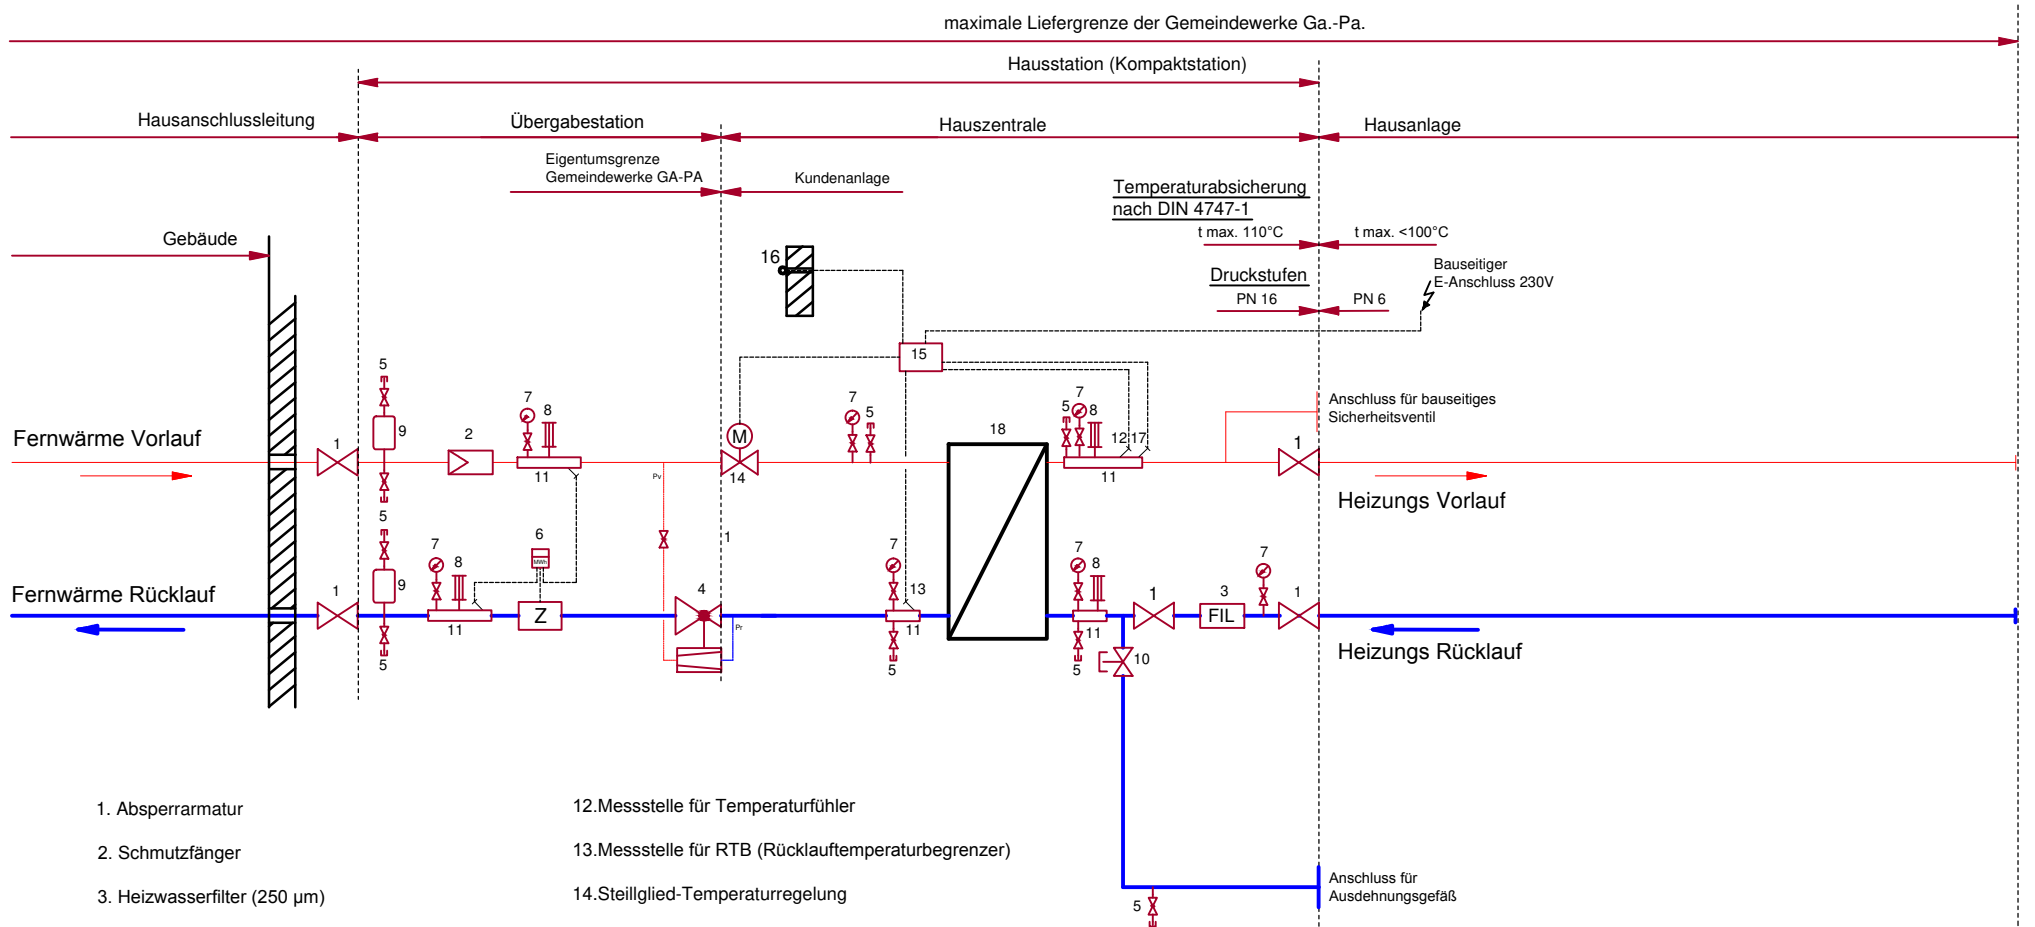 maximale Liefergrenze der Gemeindewerke Ga.-Pa.
Hausstation (Kompaktstation)
Hausanschlussleitung
Übergabestation
Hauszentrale
Hausanlage
Eigentumsgrenze
Gemeindewerke GA-PA
Kundenanlage
Temperaturabsicherung
nach DIN 4747-1
t max. 110°C
t max. <100°C
Gebäude
Druckstufen
PN 16
PN 6
Bauseitiger
E-Anschluss 230V
16
15
5
7
8
9
2
1
11
M
14
7
5
18
5
7
8
12
17
11
1
Anschluss für bauseitiges
Sicherheitsventil
Fernwärme Vorlauf
Heizungs Vorlauf
Pv
5
5
7
8
6
MWh
1
9
11
Z
4
1
Pr
7
13
11
5
7
8
11
5
1
3
FIL
7
1
10
5
Fernwärme Rücklauf
Heizungs Rücklauf
Anschluss für
Ausdehnungsgefäß
5
1. Absperrarmatur
2. Schmutzfänger
3. Heizwasserfilter (250 µm)
12.Messstelle für Temperaturfühler
13.Messstelle für RTB (Rücklauftemperaturbegrenzer)
14.Steillglied-Temperaturregelung